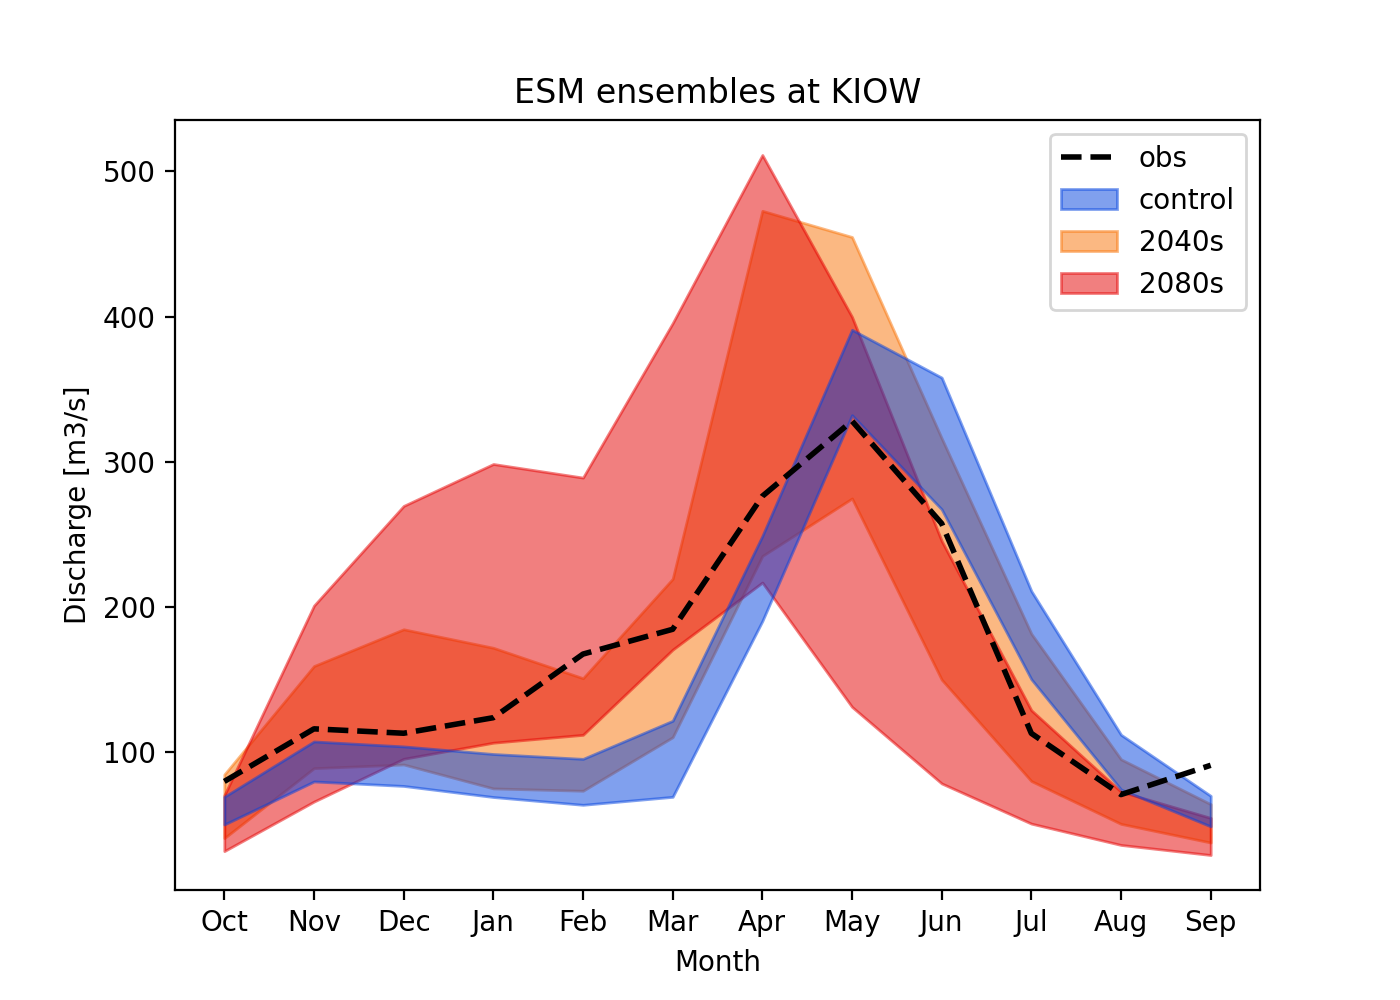 ESM ensembles at KIOW
obs
control
2040s
2080s
500
400
300
200
100
Discharge [m3/s]
Oct Nov Dec Jan Feb Mar Apr May Jun Jul Aug Sep
Month